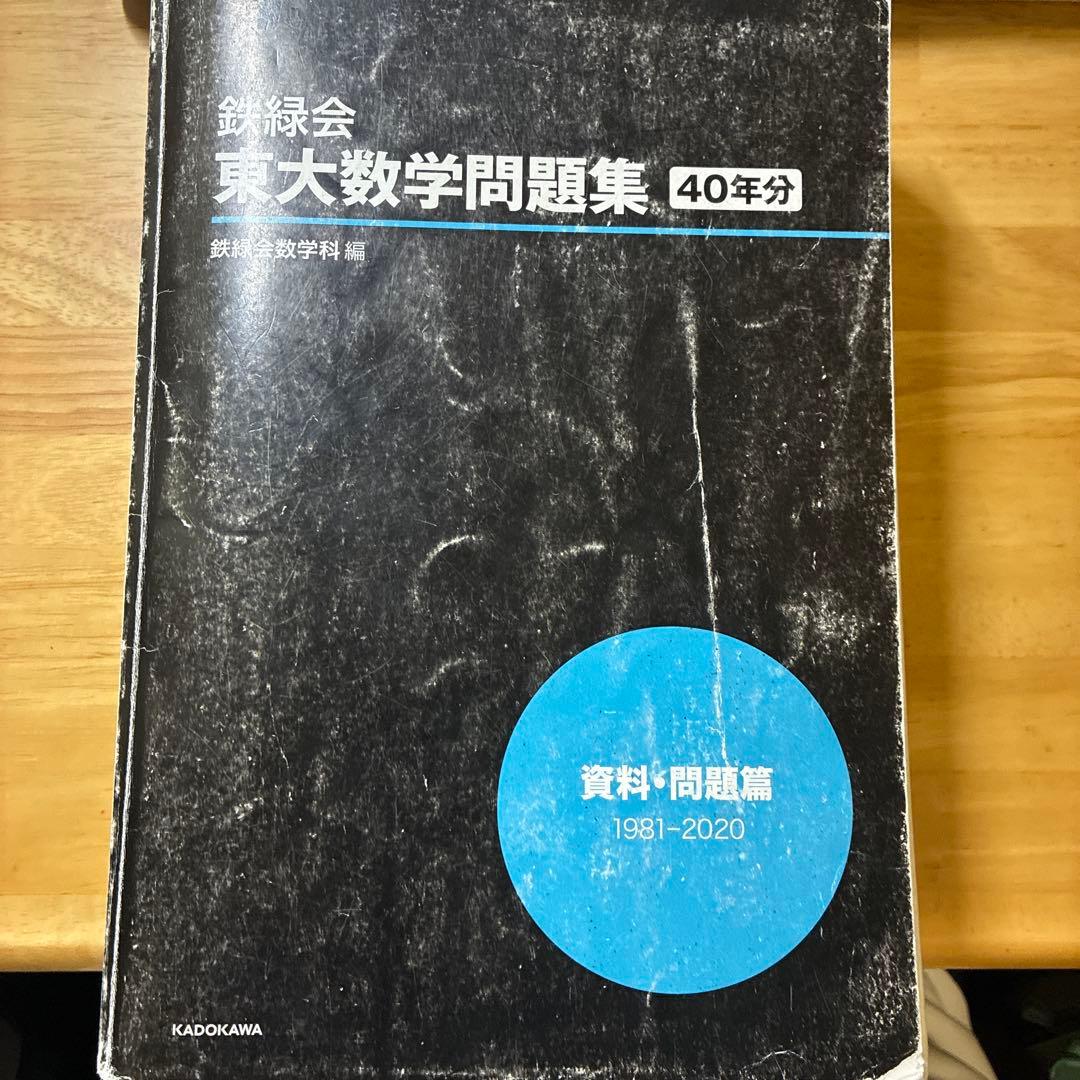 鉄緑会
東大数学問題集 40年分
鉄緑会数学科 編
資料・問題篇
1981-2020
KADOKAWA